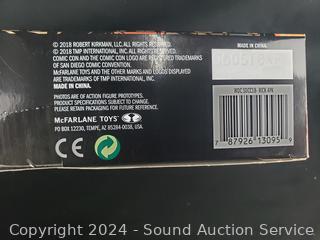 © 2018 ROBERT KIRKMAN, LLC. ALL RIGHTS RESERVED.
© 2018 TMP INTERNATIONAL, INC. ALL RIGHTS RESERVED.
COMIC CON AND THE COMIC CON LOGO ARE REGISTERED TRADEMARKS
OF SAN DIEGO COMIC CONVENTION.
McFARLANE TOYS AND THE OTHER MARKS AND LOGOS DISPLAYED
ARE TRADEMARKS OF TMP INTERNATIONAL, INC.
MADE IN CHINA.
PHOTOS ARE OF ACTION FIGURE PROTOTYPES.
PRODUCT SPECIFICATIONS SUBJECT TO CHANGE.
PLEASE RETAIN PACKAGING FOR FUTURE REFERENCE.
McFARLANE TOYS
PO BOX 12230, TEMPE, AZ 85284-0038, USA.
CE
MADE IN CHINA.
7 87926 13095 9
Copyright © 2024 - Sound Auction Service